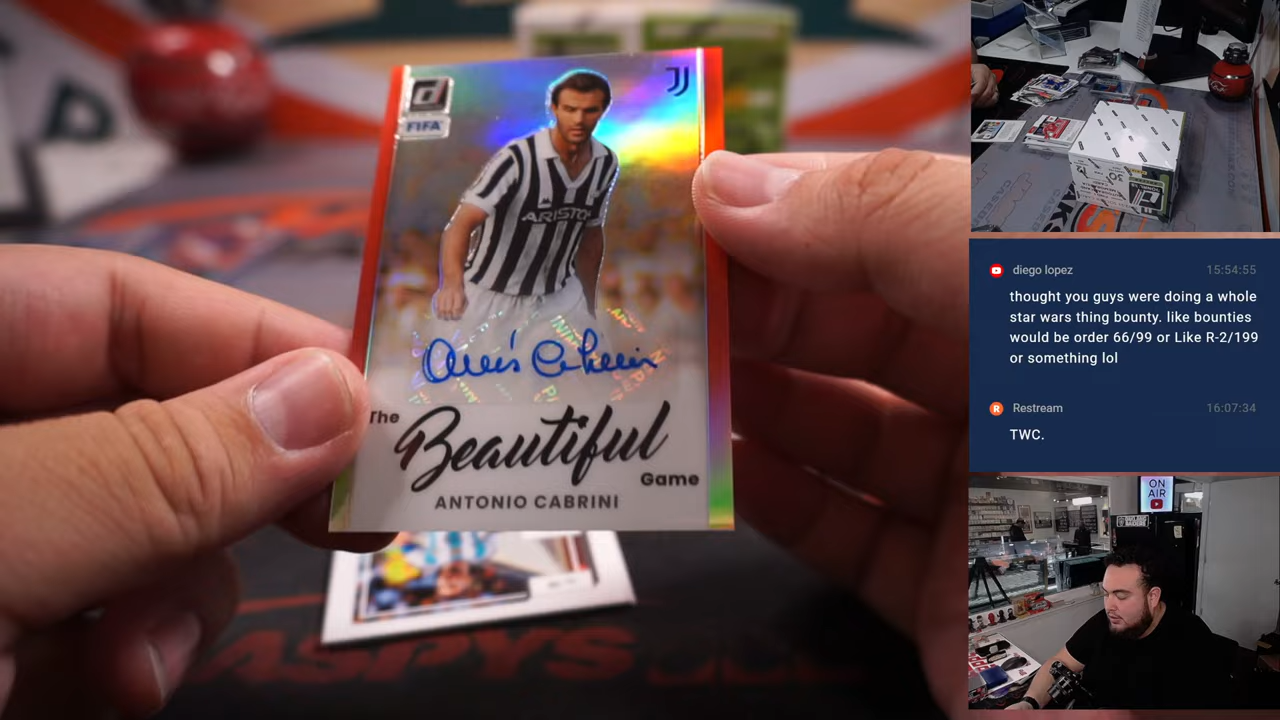 FIFA
ARISTON
The
Beautiful
Game
ANTONIO CABRINI
diego lopez 15:54:55
thought you guys were doing a whole
star wars thing bounty. like bounties
would be order 66/99 or Like R-2/199
or something lol
Restream 16:07:34
TWC.
ON
AIR